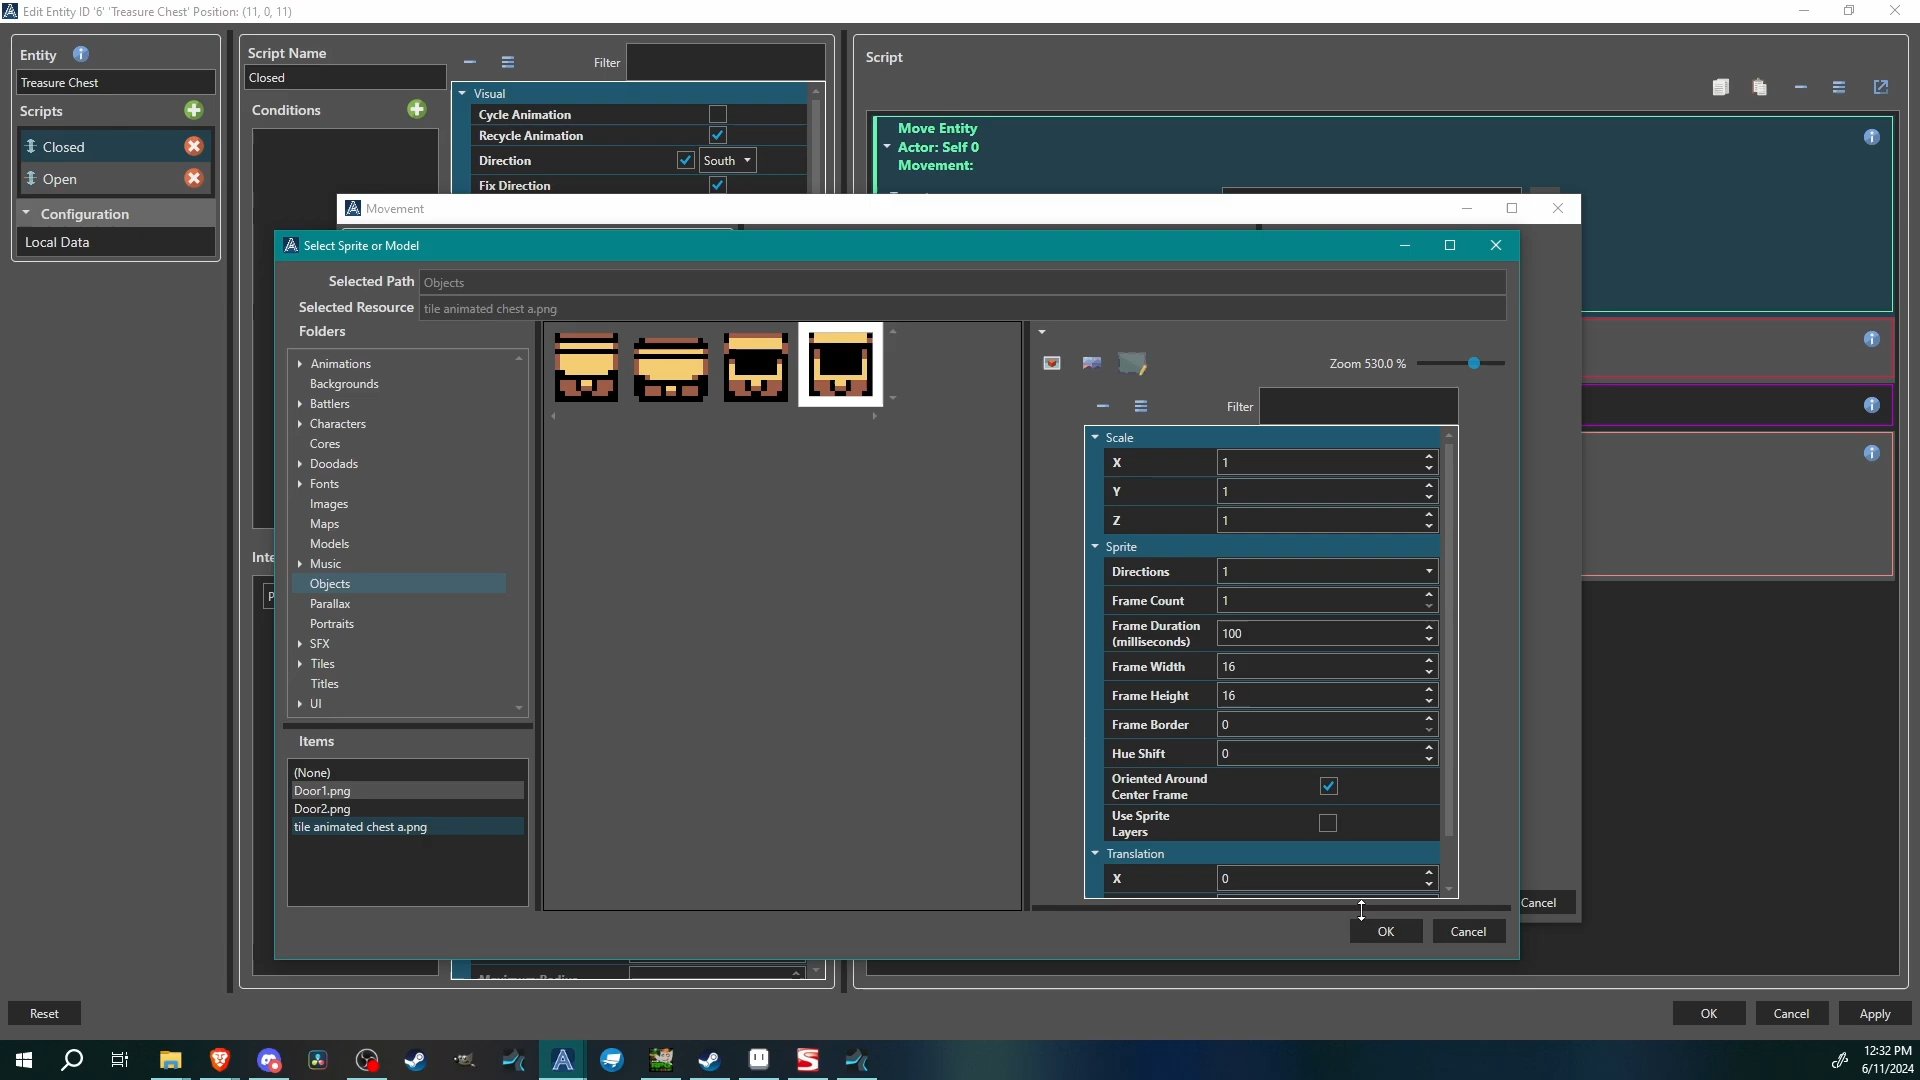 Edit Entity ID '6' 'Treasure Chest' Position: (11, 0, 11)
Entity
Treasure Chest
Scripts
Closed
Open
Configuration
Local Data
Script Name
Closed
Conditions
Filter
Visual
Cycle Animation
Recycle Animation
Direction
South
Fix Direction
Script
Move Entity
Actor: Self 0
Movement:
Movement
Select Sprite or Model
Selected Path
Objects
Selected Resource
tile animated chest a.png
Folders
Animations
Backgrounds
Battlers
Characters
Cores
Doodads
Fonts
Images
Maps
Models
Music
Objects
Parallax
Portraits
SFX
Tiles
Titles
UI
Items
(None)
Door1.png
Door2.png
tile animated chest a.png
Zoom 530.0 %
Filter
Scale
X
1
Y
1
Z
1
Sprite
Directions
1
Frame Count
1
Frame Duration
(milliseconds)
100
Frame Width
16
Frame Height
16
Frame Border
0
Hue Shift
0
Oriented Around
Center Frame
Use Sprite
Layers
Translation
X
0
OK
Cancel
Cancel
Reset
OK
Cancel
Apply
12:32 PM
6/11/2024